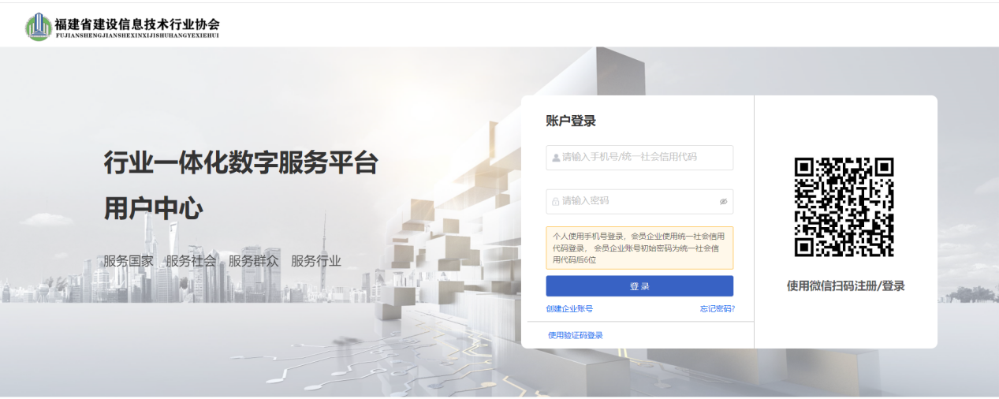 福建省建设信息技术行业协会
FUJIANSHENGJIANSHEXINXIJISHUHANGYEXIEHUI
行业一体化数字服务平台
用户中心
服务国家 服务社会 服务群众 服务行业
账户登录
请输入手机号/统一社会信用代码
请输入密码
个人使用手机号登录，会员企业使用统一社会信用
代码登录， 会员企业账号初始密码为统一社会信
用代码后6位
登 录
创建企业账号 忘记密码?
使用验证码登录
使用微信扫码注册/登录